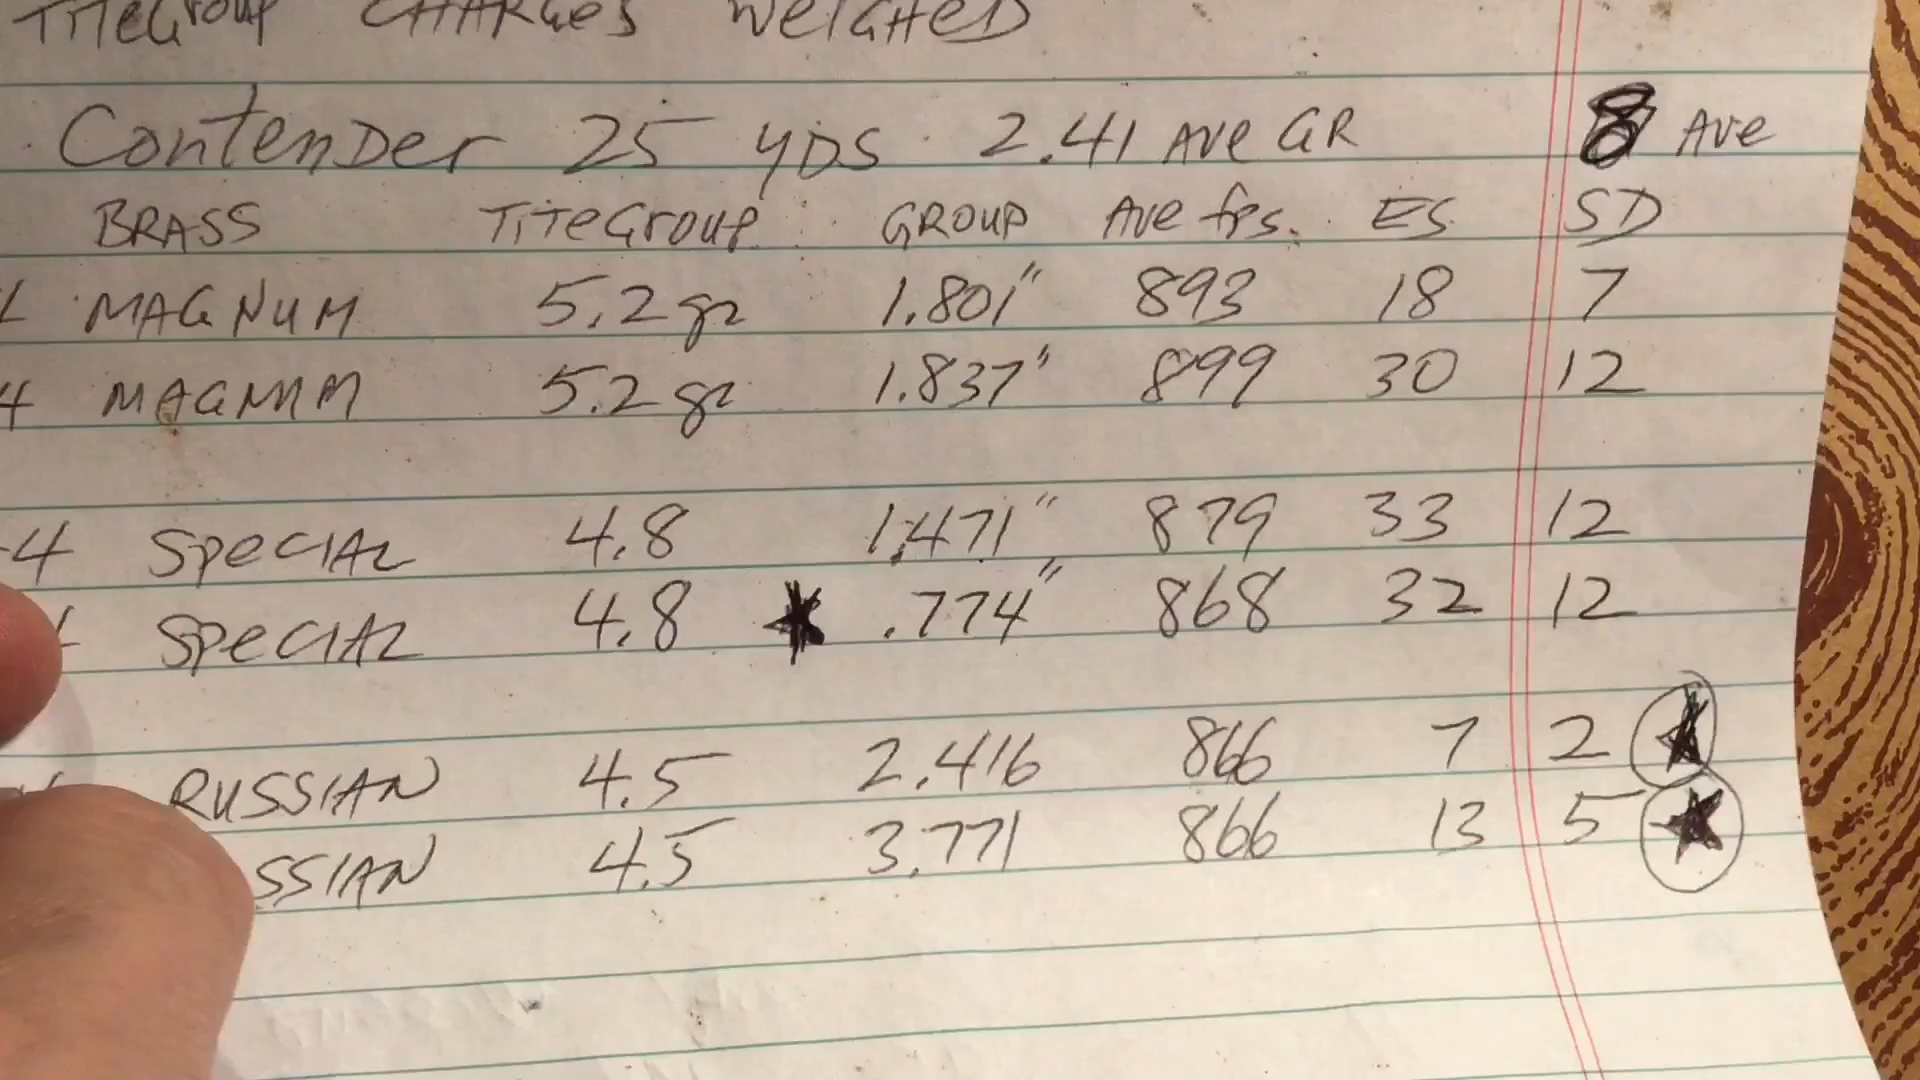 TiTeGroup CHARGES WEIGHED
Contender 25 YDS. 2.41 Ave GR 8 Ave
BRASS TiTeGroup GROUP Ave fps. ES SD
MAGNUM 5.2 gr 1.801" 893 18 7
4 MAGNUM 5.2 gr 1.837" 899 30 12
-4 SPeCIAL 4.8 1.471" 879 33 12
SPeCIAL 4.8 ★ .774" 868 32 12
RUSSIAN 4.5 2.416 866 7 2 ★
SSIAN 4.5 3.771 866 13 5 ★